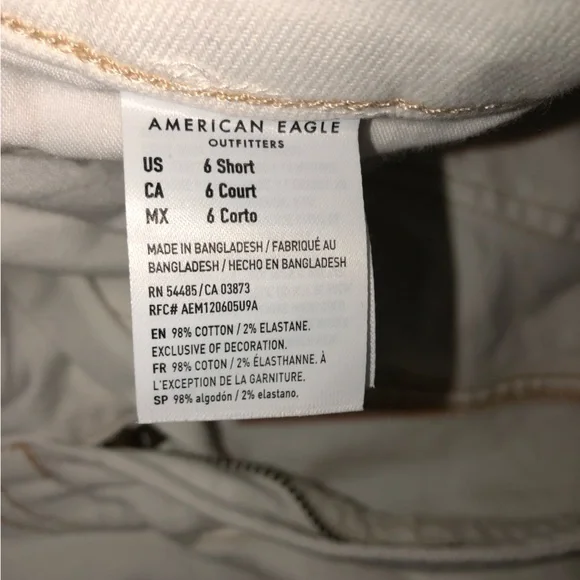 AMERICAN EAGLE
OUTFITTERS
US 6 Short
CA 6 Court
MX 6 Corto
MADE IN BANGLADESH / FABRIQUÉ AU
BANGLADESH / HECHO EN BANGLADESH
RN 54485 / CA 03873
RFC# AEM120605U9A
EN 98% COTTON / 2% ELASTANE.
EXCLUSIVE OF DECORATION.
FR 98% COTON / 2% ÉLASTHANNE. À
L'EXCEPTION DE LA GARNITURE.
SP 98% algodón / 2% elastano.